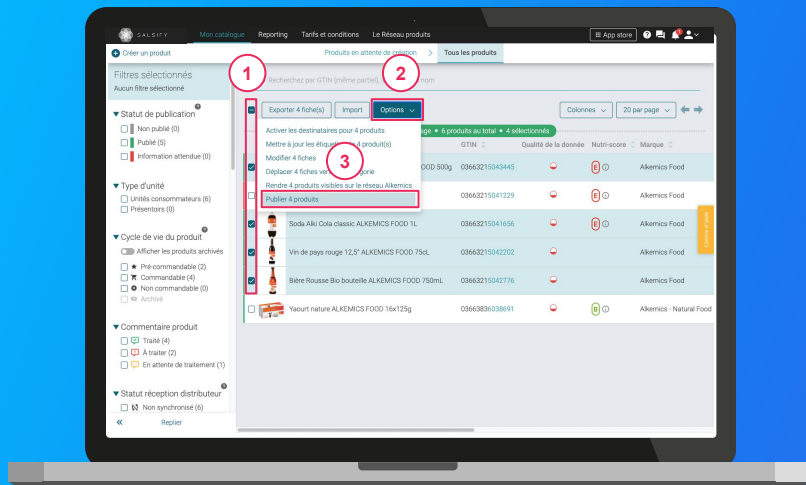 SALSIFY
Mon catalogue
Reporting
Tarifs et conditions
Le Réseau produits
App store
Créer un produit
Produits en attente de création > Tous les produits
Filtres sélectionnés
Aucun filtre sélectionné
1
2
Recherchez par GTIN (même partiel),
nom
Exporter 4 fiche(s)
Import
Options
Colonnes
20 par page
Statut de publication
Non publié (0)
Publié (5)
Information attendue (0)
6 produits au total • 4 sélectionnés
Activer les destinataires pour 4 produits
Mettre à jour les
4 produit(s)
Modifier 4 fiches
Déplacer 4 fiches
Rendre 4 produits visibles sur le réseau Alkemics
Publier 4 produits
3
GTIN
Qualité de la donnée
Nutri-score
Marque
FOOD 500g
03663215043445
E
Alkemics Food
03663215041229
E
Alkemics Food
Soda Alki Cola classic ALKEMICS FOOD 1L
03663215041656
E
Alkemics Food
Vin de pays rouge 12,5° ALKEMICS FOOD 75cL
03663215042202
Alkemics Food
Bière Rousse Bio bouteille ALKEMICS FOOD 750mL
03663215042776
Alkemics Food
Yaourt nature ALKEMICS FOOD 16x125g
03663836038691
B
Alkemics - Natural Food
Centre d'aide
Type d'unité
Unités consommateurs (6)
Présentoirs (0)
Cycle de vie du produit
Afficher les produits archivés
Pré-commandable (2)
Commandable (4)
Non commandable (0)
Archivé
Commentaire produit
Traité (4)
À traiter (2)
En attente de traitement (1)
Statut réception distributeur
Non synchronisé (6)
Replier